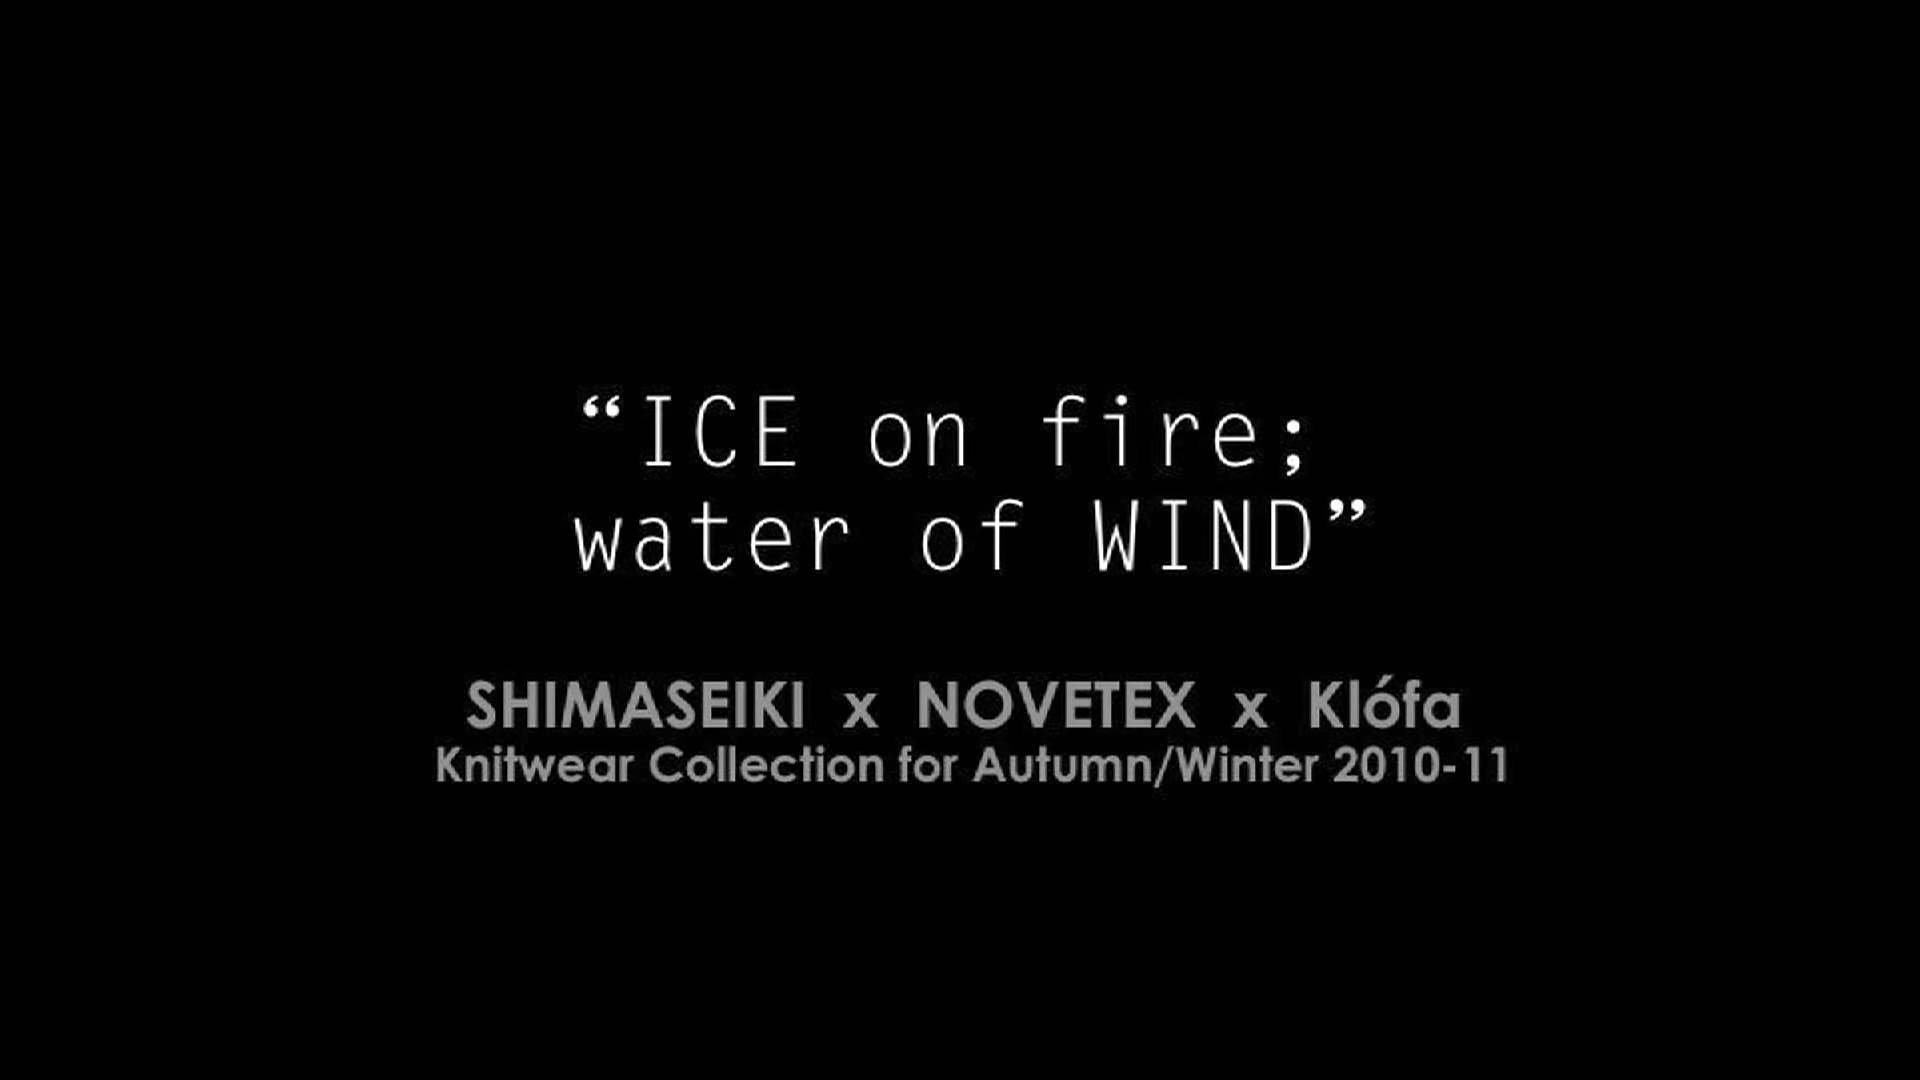 “ICE on fire;
water of WIND”
SHIMASEIKI x NOVETEX x Klófa
Knitwear Collection for Autumn/Winter 2010-11